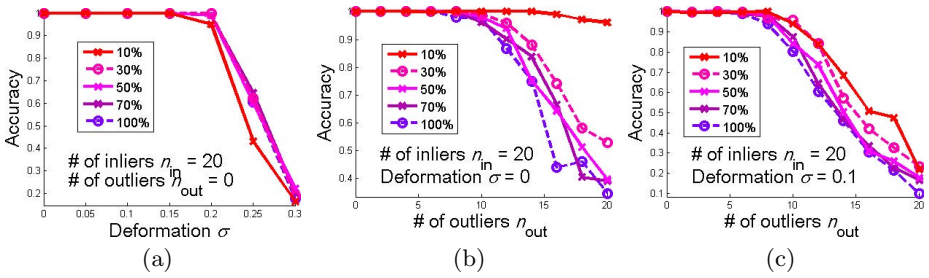 1
0.9
0.8
0.7
0.6
0.5
0.4
0.3
0.2
Accuracy
10%
30%
50%
70%
100%
# of inliers n_in = 20
# of outliers n_out = 0
0 0.05 0.1 0.15 0.2 0.25 0.3
Deformation σ
(a)
1
0.9
0.8
0.7
0.6
0.5
0.4
Accuracy
10%
30%
50%
70%
100%
# of inliers n_in = 20
Deformation σ = 0
0 5 10 15 20
# of outliers n_out
(b)
1
0.9
0.8
0.7
0.6
0.5
0.4
0.3
0.2
0.1
Accuracy
10%
30%
50%
70%
100%
# of inliers n_in = 20
Deformation σ = 0.1
0 5 10 15 20
# of outliers n_out
(c)